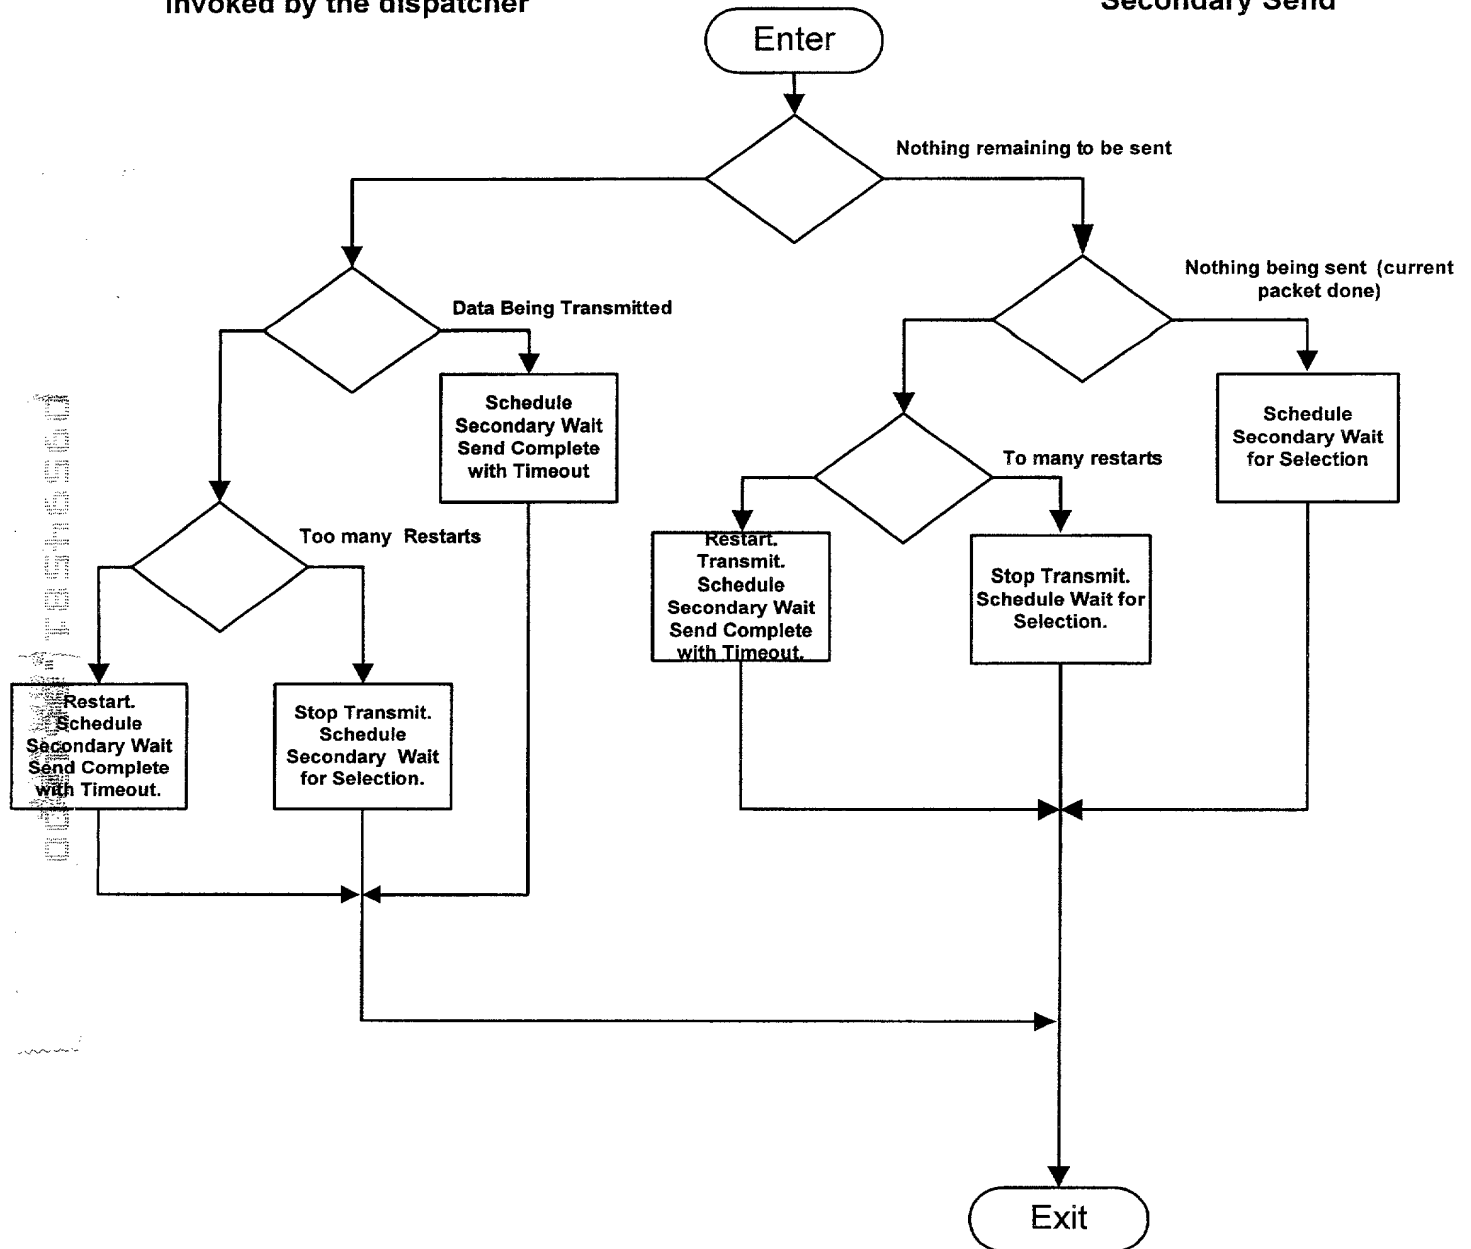 Invoked by the dispatcher
Secondary Send
Enter
Nothing remaining to be sent
Nothing being sent (current
packet done)
Data Being Transmitted
Schedule
Secondary Wait
Send Complete
with Timeout
Schedule
Secondary Wait
for Selection
To many restarts
Too many Restarts
Restart.
Transmit.
Schedule
Secondary Wait
Send Complete
with Timeout.
Stop Transmit.
Schedule Wait for
Selection.
Restart.
Schedule
Secondary Wait
Send Complete
with Timeout.
Stop Transmit.
Schedule
Secondary Wait
for Selection.
Exit